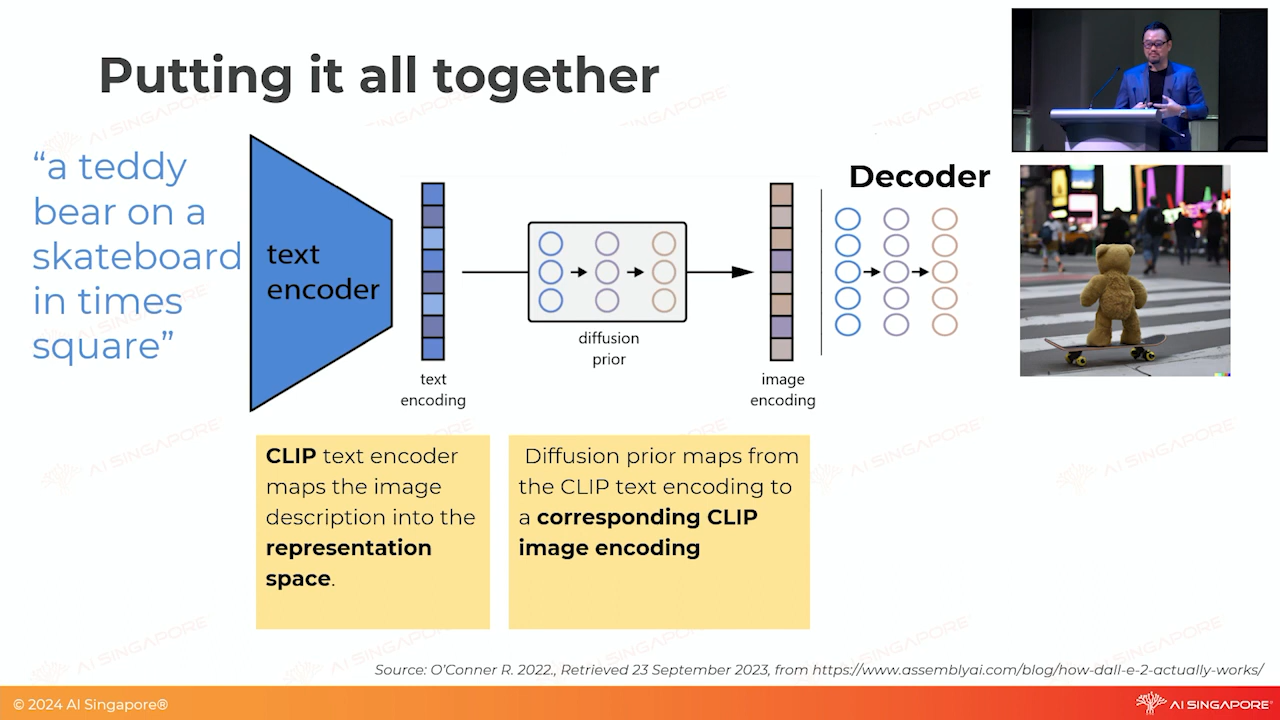 Putting it all together
“a teddy
bear on a
skateboard
in times
square”
text
encoder
text
encoding
diffusion
prior
image
encoding
Decoder
CLIP text encoder
maps the image
description into the
representation
space.
Diffusion prior maps from
the CLIP text encoding to
a corresponding CLIP
image encoding
Source: O’Conner R. 2022., Retrieved 23 September 2023, from https://www.assemblyai.com/blog/how-dall-e-2-actually-works/
© 2024 AI Singapore®
AI SINGAPORE®